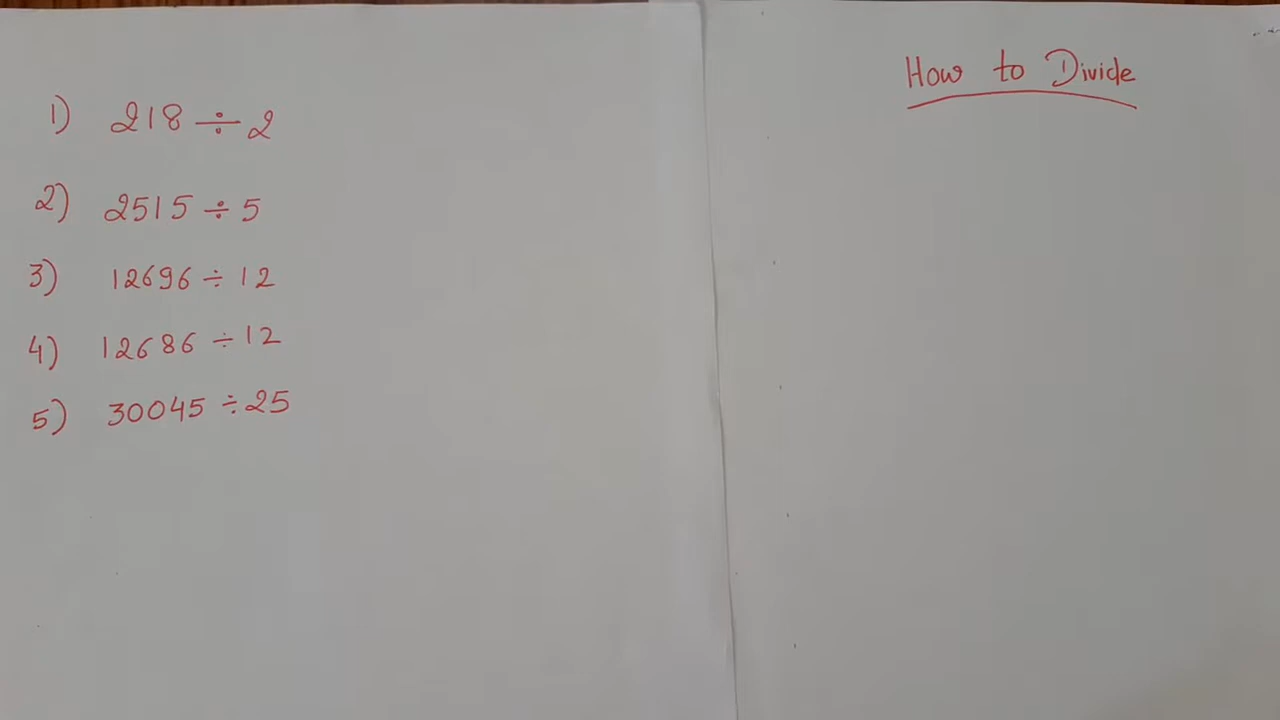 How to Divide
1) 218 ÷ 2
2) 2515 ÷ 5
3) 12696 ÷ 12
4) 12686 ÷ 12
5) 30045 ÷ 25